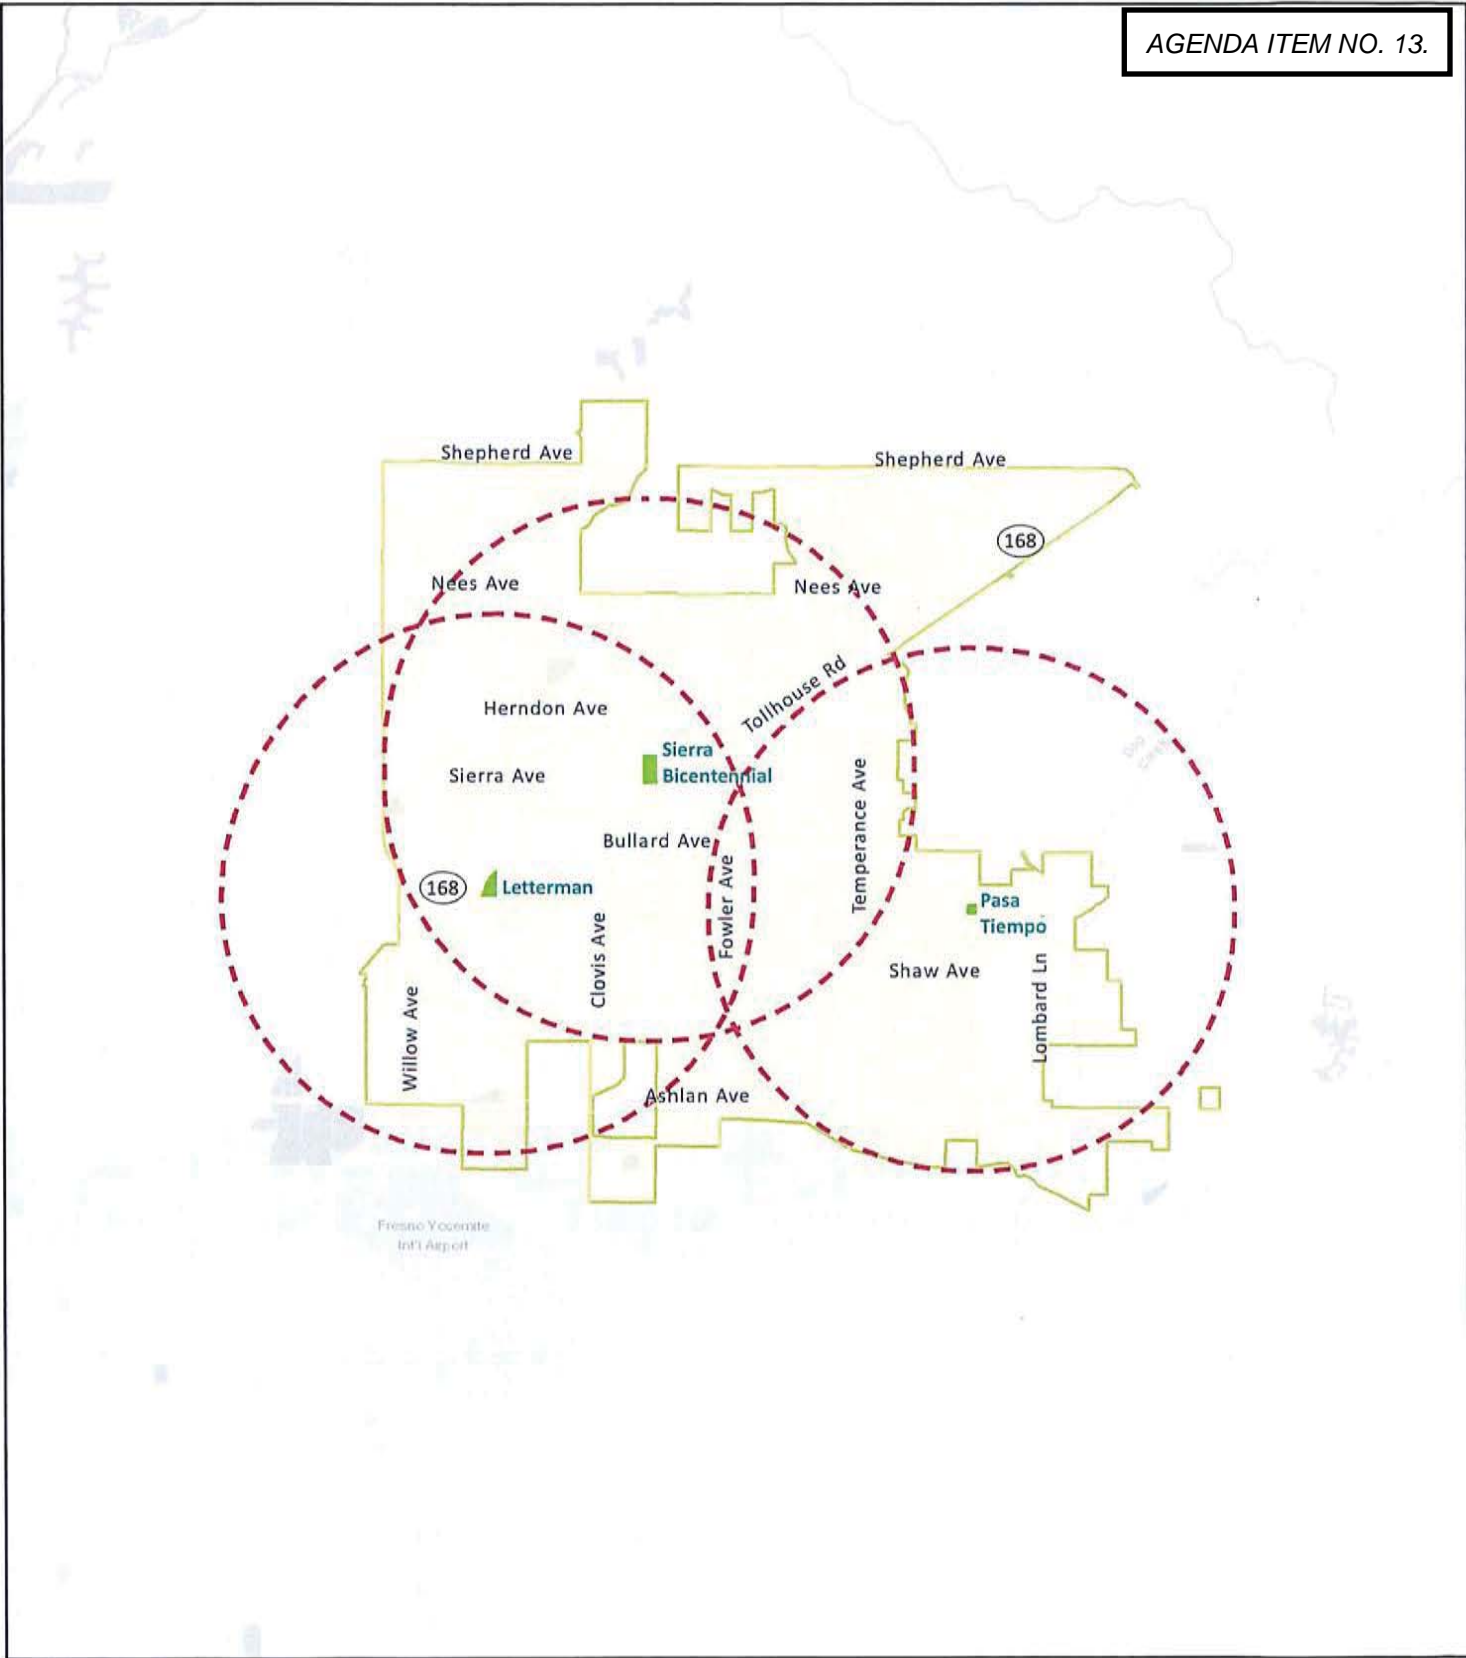 AGENDA ITEM NO. 13.
Shepherd Ave
Shepherd Ave
168
Nees Ave
Nees Ave
Tollhouse Rd
Herndon Ave
Sierra
Bicentennial
Sierra Ave
Temperance Ave
Bullard Ave
Fowler Ave
168
Letterman
Pasa
Tiempo
Clovis Ave
Shaw Ave
Lombard Ln
Willow Ave
Ashlan Ave
Fresno Yosemite
Int'l Airport